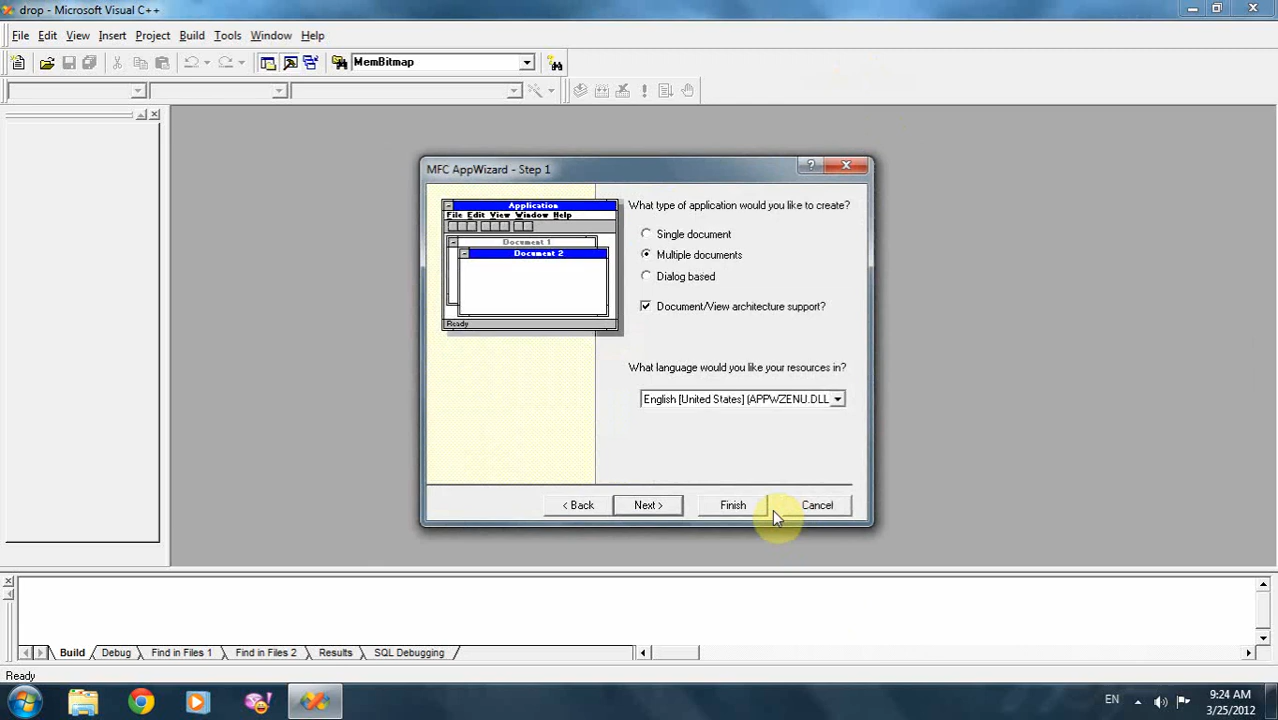 drop - Microsoft Visual C++
File Edit View Insert Project Build Tools Window Help
MemBitmap
MFC AppWizard - Step 1
Application
File Edit View Window Help
Document 1
Document 2
Ready
What type of application would you like to create?
Single document
Multiple documents
Dialog based
Document/View architecture support?
What language would you like your resources in?
English [United States] (APPWZENU.DLL
< Back Next > Finish Cancel
Build Debug Find in Files 1 Find in Files 2 Results SQL Debugging
Ready
EN
9:24 AM
3/25/2012